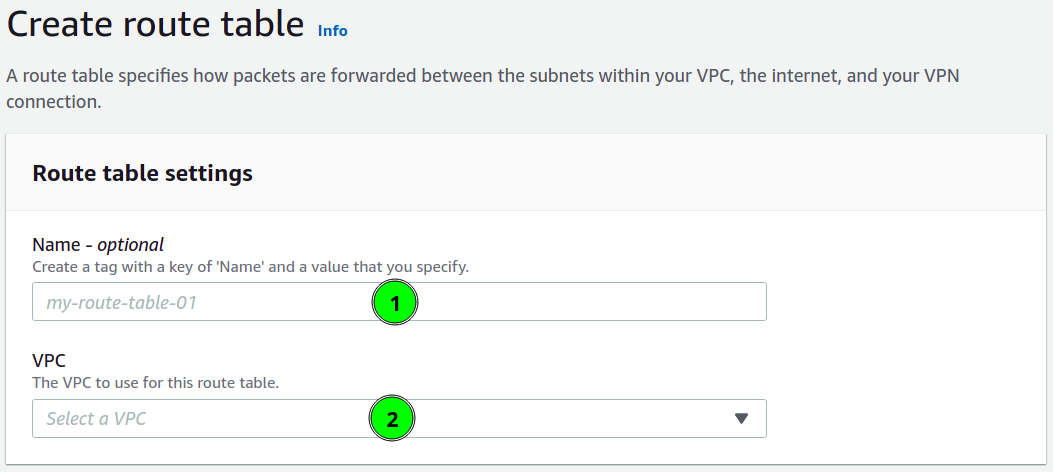 Create route table Info
A route table specifies how packets are forwarded between the subnets within your VPC, the internet, and your VPN
connection.
Route table settings
Name - optional
Create a tag with a key of 'Name' and a value that you specify.
my-route-table-01 1
VPC
The VPC to use for this route table.
Select a VPC 2